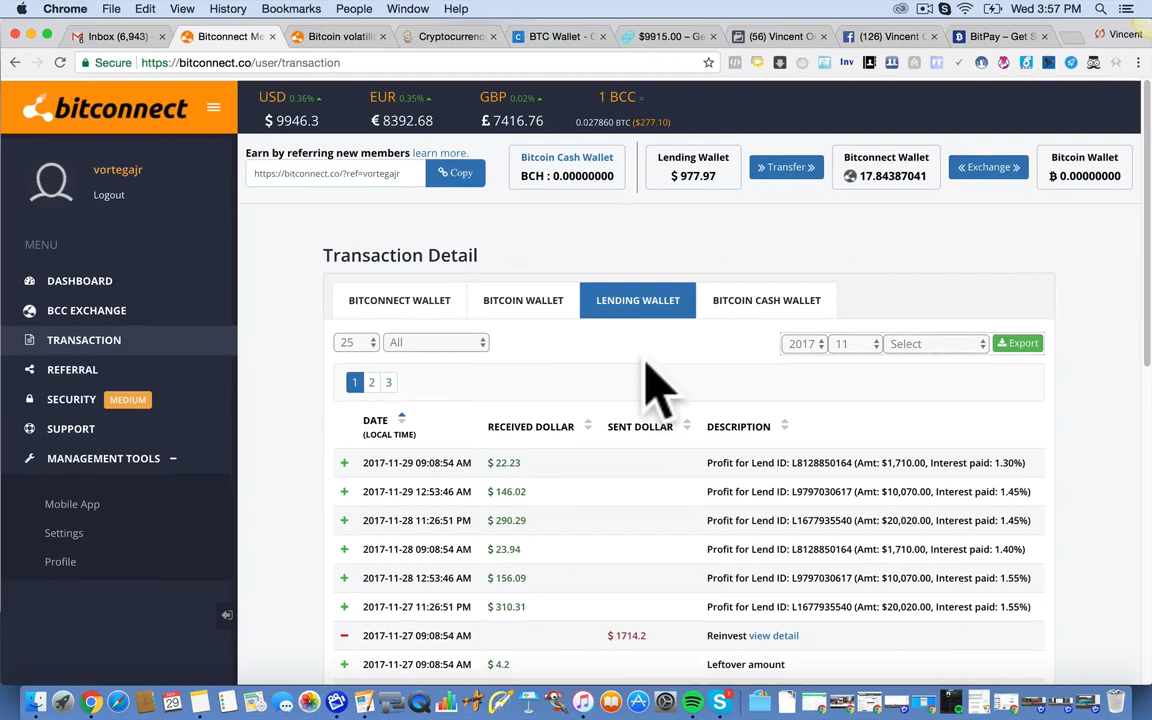 Chrome File Edit View History Bookmarks People Window Help Wed 3:57 PM
Inbox (6,943) Bitconnect Me Bitcoin volatili Cryptocurrenc BTC Wallet - C $9915.00 – Ge (56) Vincent O (126) Vincent BitPay – Get S Vincent
Secure https://bitconnect.co/user/transaction Inv
bitconnect
USD 0.36% EUR 0.35% GBP 0.02% 1 BCC =
$ 9946.3 € 8392.68 £ 7416.76 0.027860 BTC ($277.10)
Earn by referring new members learn more.
https://bitconnect.co/?ref=vortegajr Copy
Bitcoin Cash Wallet
BCH : 0.00000000
Lending Wallet
$ 977.97
Transfer
Bitconnect Wallet
17.84387041
Exchange
Bitcoin Wallet
0.00000000
vortegajr
Logout
MENU
DASHBOARD
BCC EXCHANGE
TRANSACTION
REFERRAL
SECURITY MEDIUM
SUPPORT
MANAGEMENT TOOLS
Mobile App
Settings
Profile
Transaction Detail
BITCONNECT WALLET BITCOIN WALLET LENDING WALLET BITCOIN CASH WALLET
25 All 2017 11 Select Export
1 2 3
DATE (LOCAL TIME) RECEIVED DOLLAR SENT DOLLAR DESCRIPTION
2017-11-29 09:08:54 AM $ 22.23 Profit for Lend ID: L8128850164 (Amt: $1,710.00, Interest paid: 1.30%)
2017-11-29 12:53:46 AM $ 146.02 Profit for Lend ID: L9797030617 (Amt: $10,070.00, Interest paid: 1.45%)
2017-11-28 11:26:51 PM $ 290.29 Profit for Lend ID: L1677935540 (Amt: $20,020.00, Interest paid: 1.45%)
2017-11-28 09:08:54 AM $ 23.94 Profit for Lend ID: L8128850164 (Amt: $1,710.00, Interest paid: 1.40%)
2017-11-28 12:53:46 AM $ 156.09 Profit for Lend ID: L9797030617 (Amt: $10,070.00, Interest paid: 1.55%)
2017-11-27 11:26:51 PM $ 310.31 Profit for Lend ID: L1677935540 (Amt: $20,020.00, Interest paid: 1.55%)
2017-11-27 09:08:54 AM $ 1714.2 Reinvest view detail
2017-11-27 09:08:54 AM $ 4.2 Leftover amount